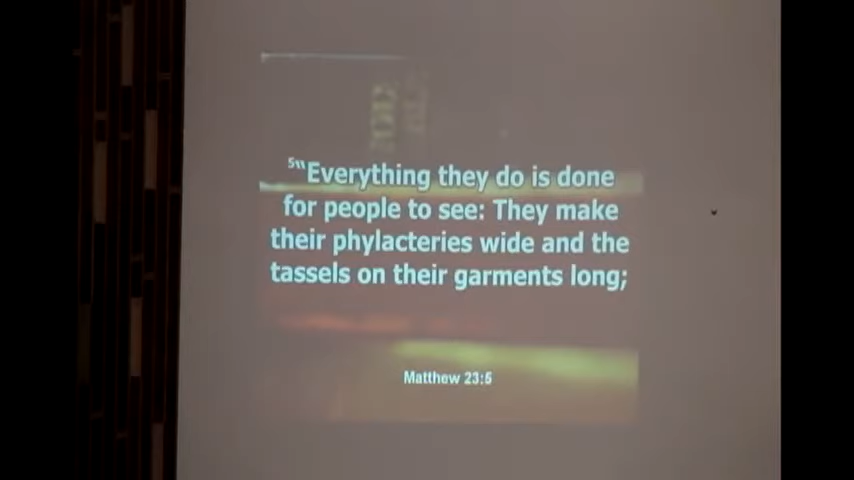 5"Everything they do is done
for people to see: They make
their phylacteries wide and the
tassels on their garments long;
Matthew 23:5